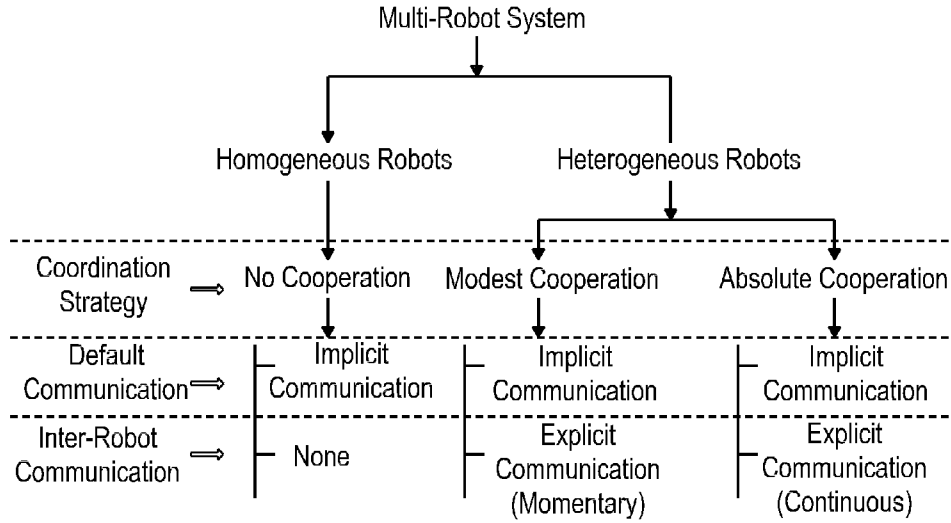 Multi-Robot System
Homogeneous Robots
Heterogeneous Robots
Coordination
Strategy
No Cooperation
Modest Cooperation
Absolute Cooperation
Default
Communication
Implicit
Communication
Implicit
Communication
Implicit
Communication
Inter-Robot
Communication
None
Explicit
Communication
(Momentary)
Explicit
Communication
(Continuous)